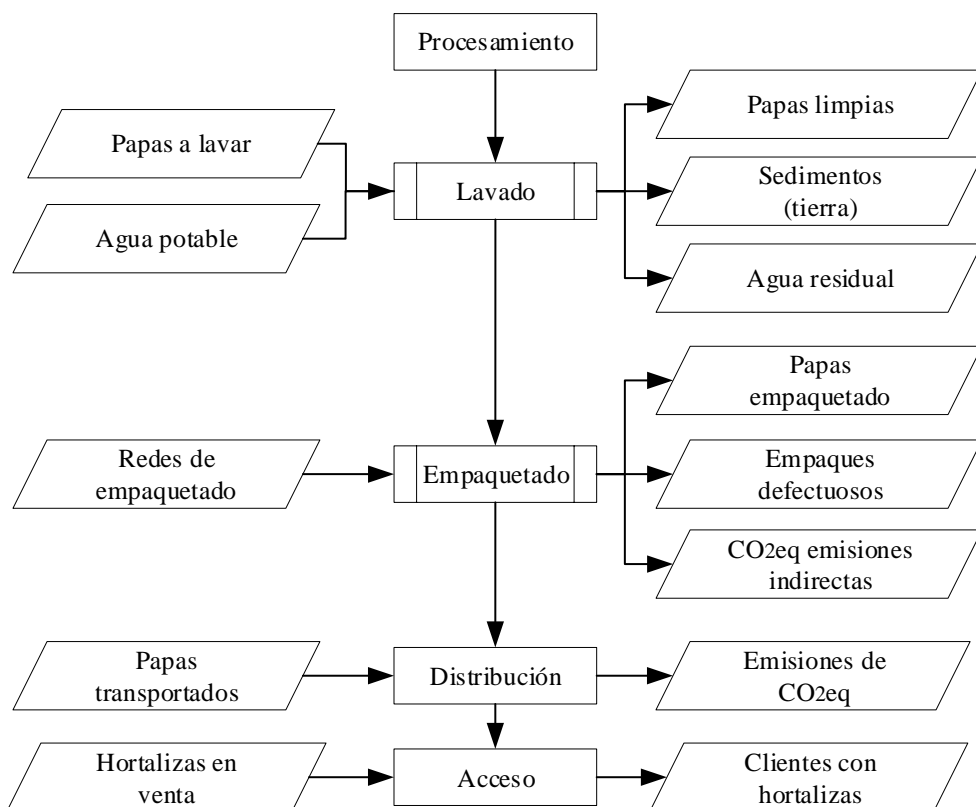 Procesamiento
Papas a lavar
Agua potable
Lavado
Papas limpias
Sedimentos
(tierra)
Agua residual
Redes de
empaquetado
Empaquetado
Papas
empaquetado
Empaques
defectuosos
CO2eq emisiones
indirectas
Papas
transportados
Distribución
Emisiones de
CO2eq
Hortalizas en
venta
Acceso
Clientes con
hortalizas